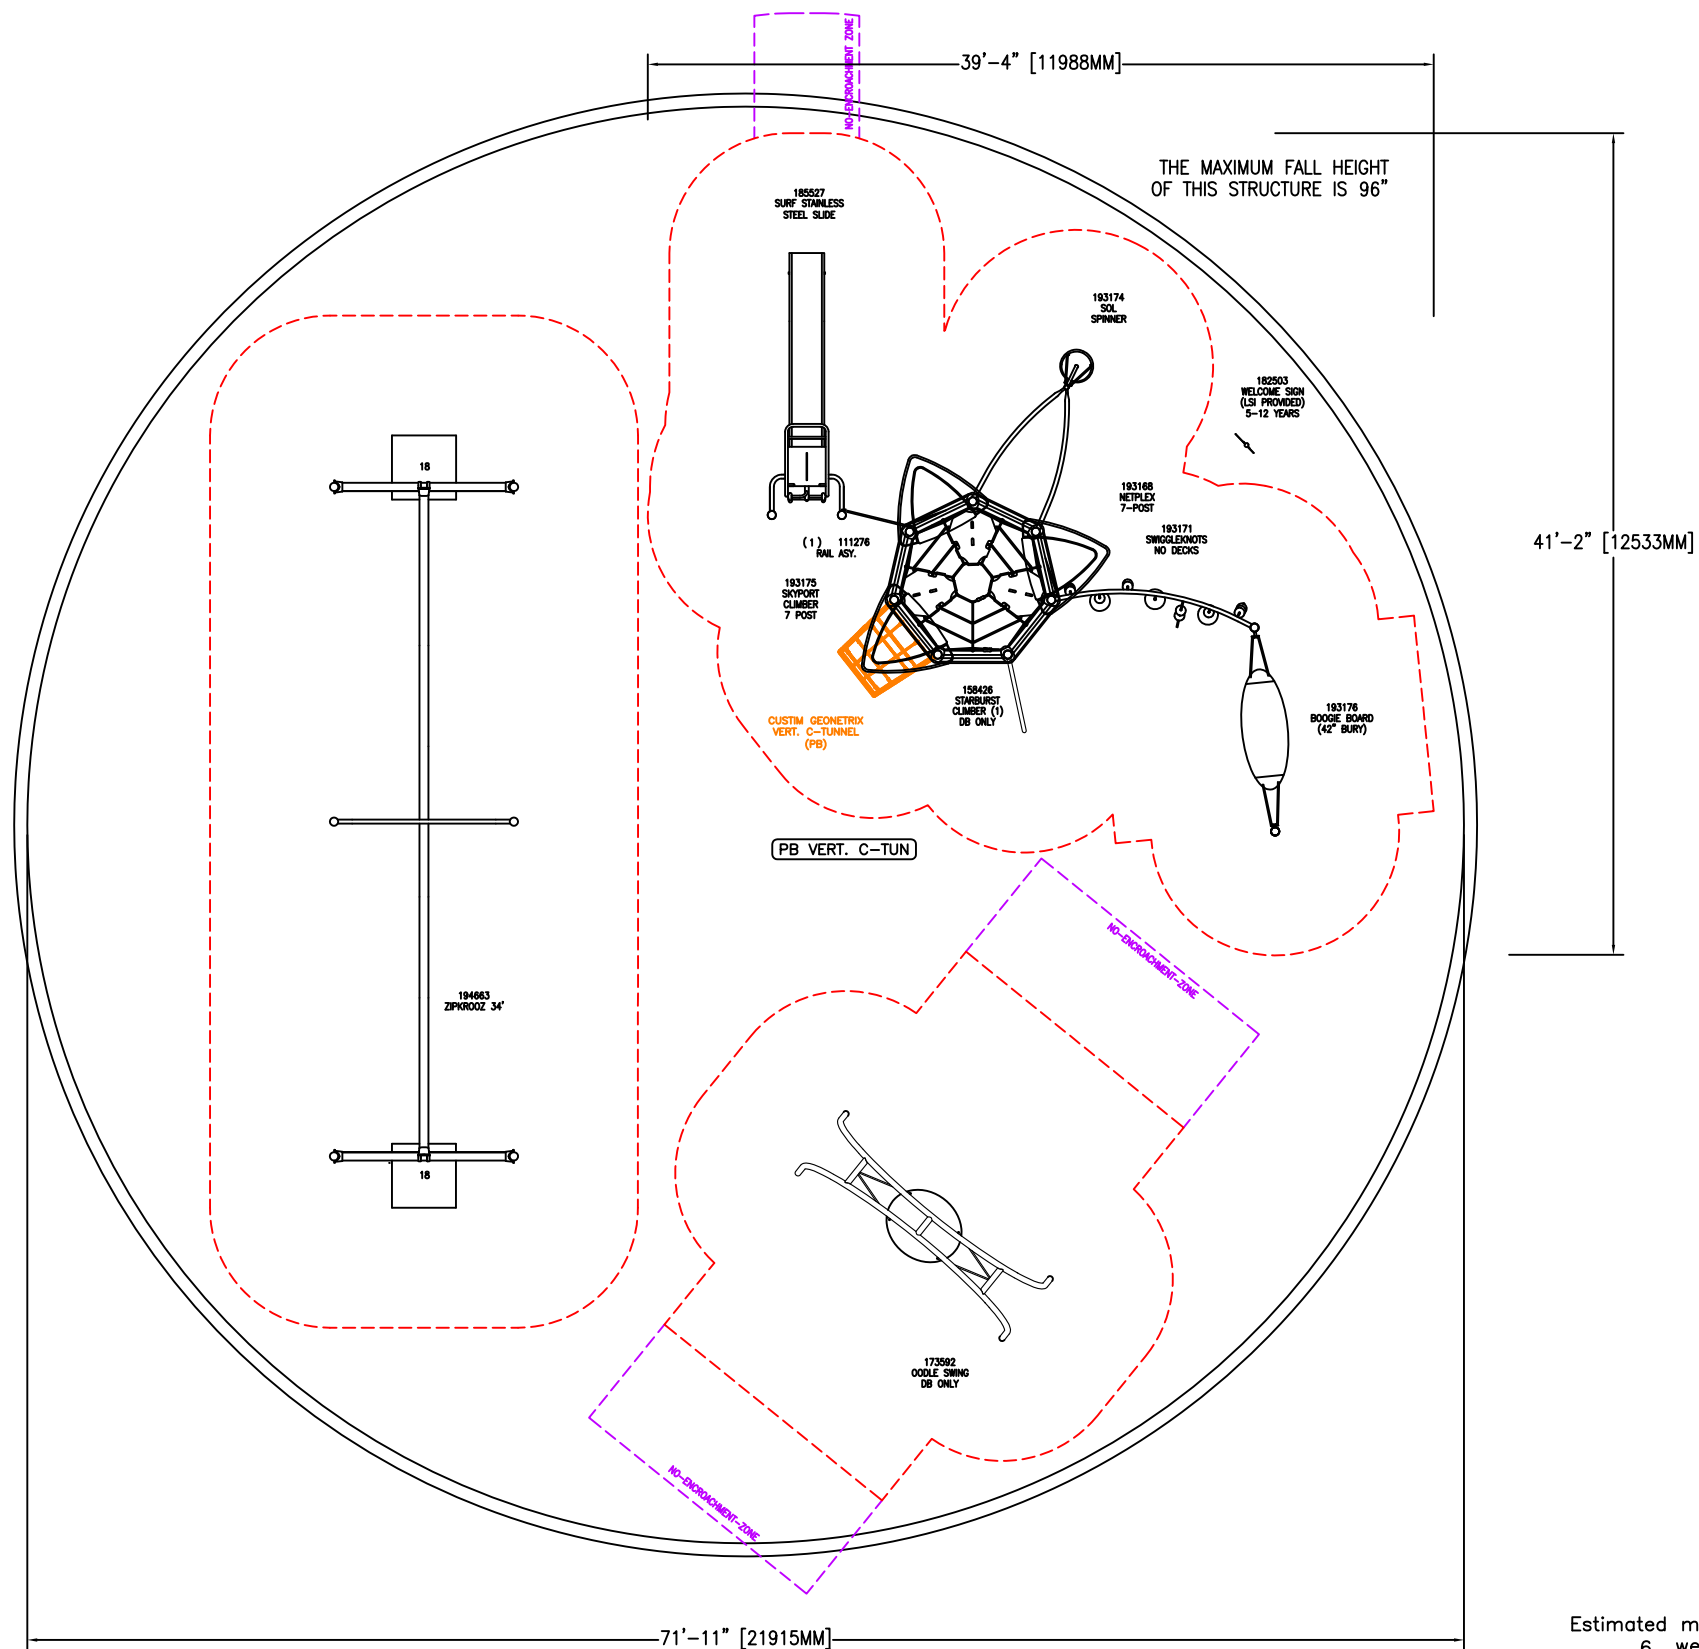 NO-ENCROACHMENT ZONE
39'-4" [11988MM]
THE MAXIMUM FALL HEIGHT
OF THIS STRUCTURE IS 96"
185527
SURF STAINLESS
STEEL SLIDE
193174
SOL
SPINNER
182503
WELCOME SIGN
(LSI PROVIDED)
5-12 YEARS
18
193168
NETPLEX
7-POST
193171
SWIGGLEKNOTS
NO DECKS
41'-2" [12533MM]
(1) 111276
RAIL ASY.
193175
SKYPORT
CLIMBER
7 POST
158426
STARBURST
CLIMBER (1)
DB ONLY
193176
BOOGIE BOARD
(42" BURY)
CUSTIM GEONETRIX
VERT. C-TUNNEL
(PB)
PB VERT. C-TUN
NO-ENCROACHMENT-ZONE
194663
ZIPKROOZ 34'
18
173592
OODLE SWING
DB ONLY
NO-ENCROACHMENT-ZONE
71'-11" [21915MM]
Estimated m
6 we